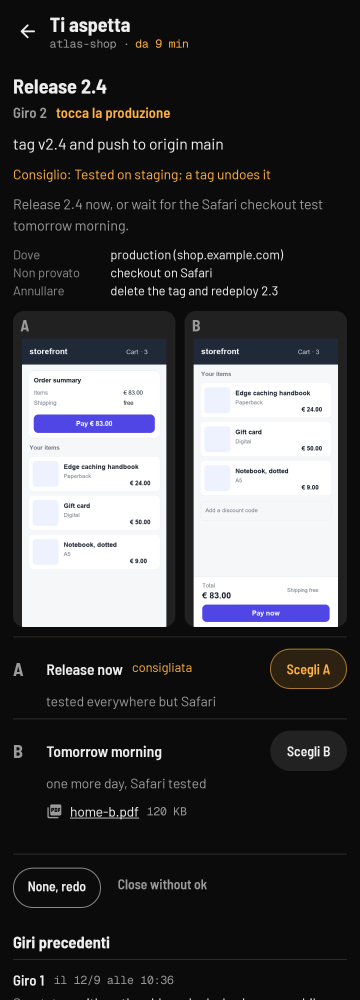 Ti aspetta
atlas-shop · da 9 min
Release 2.4
Giro 2 tocca la produzione
tag v2.4 and push to origin main
Consiglio: Tested on staging; a tag undoes it
Release 2.4 now, or wait for the Safari checkout test
tomorrow morning.
Dove production (shop.example.com)
Non provato checkout on Safari
Annullare delete the tag and redeploy 2.3
A
storefront Cart · 3
Order summary
Items € 83.00
Shipping free
Pay € 83.00
Your items
Edge caching handbook
Paperback
€ 24.00
Gift card
Digital
€ 50.00
Notebook, dotted
A5
€ 9.00
B
storefront Cart · 3
Your items
Edge caching handbook
Paperback
€ 24.00
Gift card
Digital
€ 50.00
Notebook, dotted
A5
€ 9.00
Add a discount code
Total
€ 83.00
Shipping free
Pay now
A Release now consigliata Scegli A
tested everywhere but Safari
B Tomorrow morning Scegli B
one more day, Safari tested
PDF home-b.pdf 120 KB
None, redo Close without ok
Giri precedenti
Giro 1 il 12/9 alle 10:36